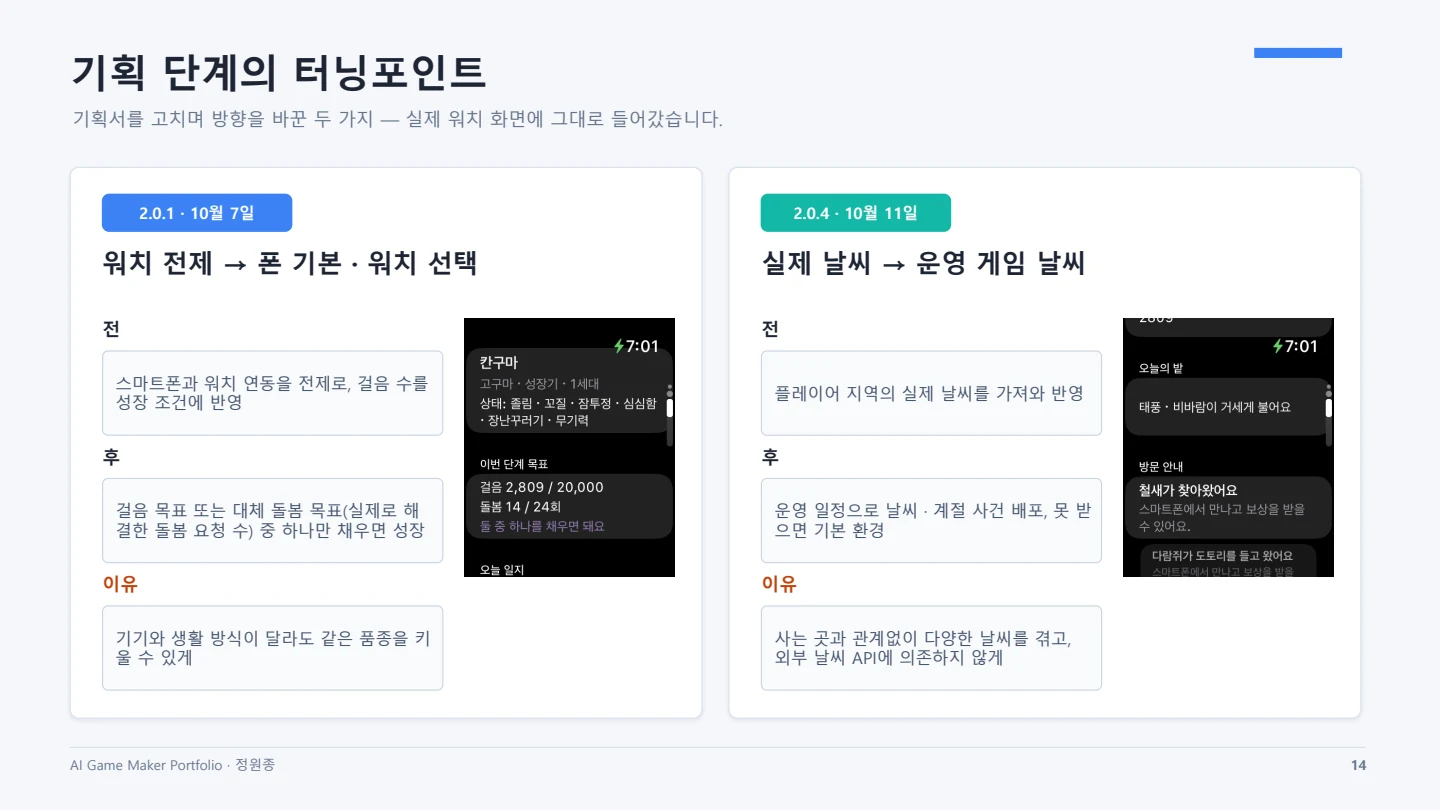 기획 단계의 터닝포인트
기획서를 고치며 방향을 바꾼 두 가지 — 실제 워치 화면에 그대로 들어갔습니다.
2.0.1 · 10월 7일
워치 전제 → 폰 기본 · 워치 선택
전
스마트폰과 워치 연동을 전제로, 걸음 수를
성장 조건에 반영
후
걸음 목표 또는 대체 돌봄 목표(실제로 해
결한 돌봄 요청 수) 중 하나만 채우면 성장
이유
기기와 생활 방식이 달라도 같은 품종을 키
울 수 있게
7:01
칸구마
고구마 · 성장기 · 1세대
상태: 졸림 · 꼬질 · 잠투정 · 심심함
· 장난꾸러기 · 무기력
이번 단계 목표
걸음 2,809 / 20,000
돌봄 14 / 24회
둘 중 하나를 채우면 돼요
오늘 일지
2.0.4 · 10월 11일
실제 날씨 → 운영 게임 날씨
전
플레이어 지역의 실제 날씨를 가져와 반영
후
운영 일정으로 날씨 · 계절 사건 배포, 못 받
으면 기본 환경
이유
사는 곳과 관계없이 다양한 날씨를 겪고,
외부 날씨 API에 의존하지 않게
2809
7:01
오늘의 밭
태풍 · 비바람이 거세게 불어요
방문 안내
철새가 찾아왔어요
스마트폰에서 만나고 보상을 받을
수 있어요.
다람쥐가 도토리를 들고 왔어요
스마트폰에서 만나고 보상을 받을
AI Game Maker Portfolio · 정원종
14